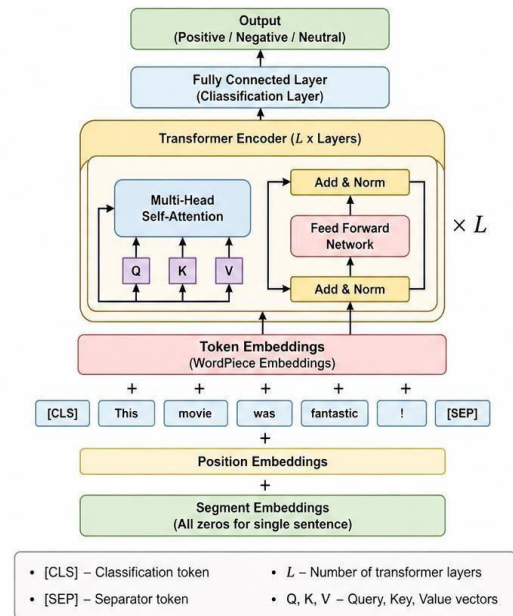 Output
(Positive / Negative / Neutral)
Fully Connected Layer
(Cliassification Layer)
Transformer Encoder (L x Layers)
Multi-Head
Self-Attention
Q
K
V
Add & Norm
Feed Forward
Network
Add & Norm
× L
Token Embeddings
(WordPiece Embeddings)
+ + + + +
[CLS] This movie was fantastic ! [SEP]
+
Position Embeddings
+
Segment Embeddings
(All zeros for single sentence)
• [CLS] – Classification token
• [SEP] – Separator token
• L – Number of transformer layers
• Q, K, V – Query, Key, Value vectors